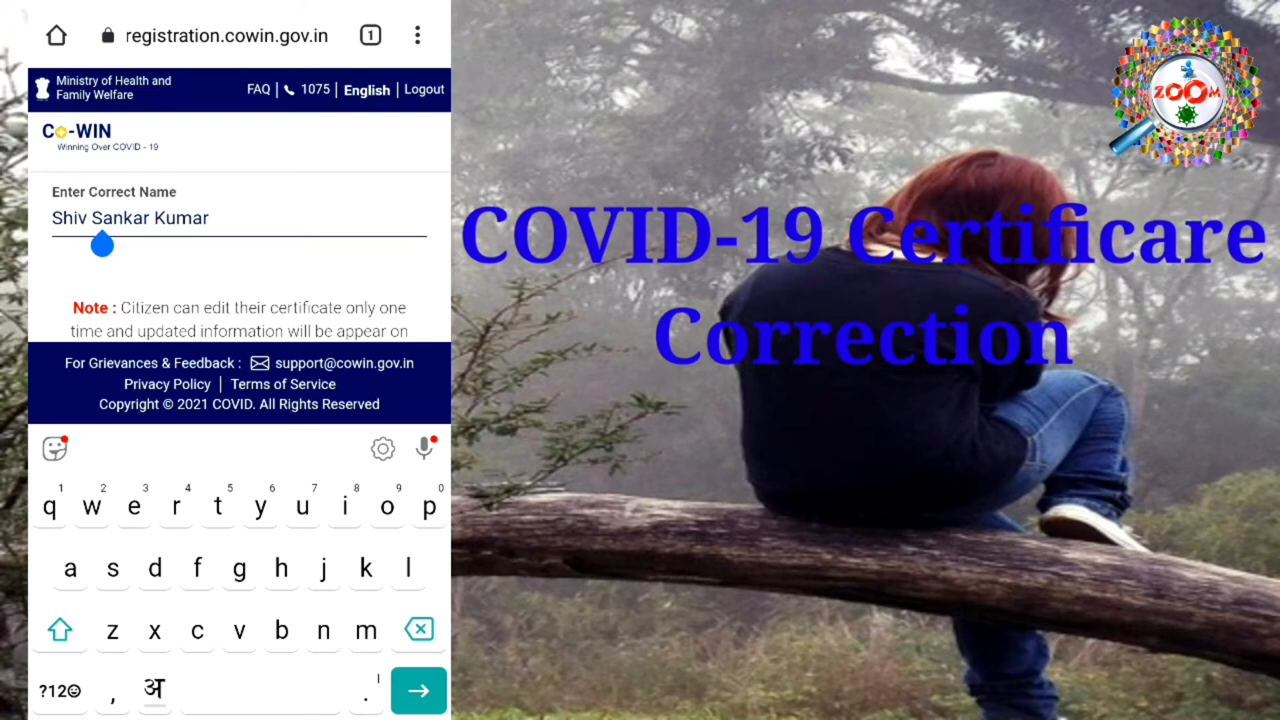 registration.cowin.gov.in
1
Ministry of Health and
Family Welfare
FAQ | 1075 | English | Logout
Co-WIN
Winning Over COVID - 19
Enter Correct Name
Shiv Sankar Kumar
Note : Citizen can edit their certificate only one
time and updated information will be appear on
For Grievances & Feedback : support@cowin.gov.in
Privacy Policy | Terms of Service
Copyright © 2021 COVID. All Rights Reserved
1 2 3 4 5 6 7 8 9 0
q w e r t y u i o p
a s d f g h j k l
z x c v b n m
?12☺ , अ .
ZOOM
COVID-19 Certificare
Correction